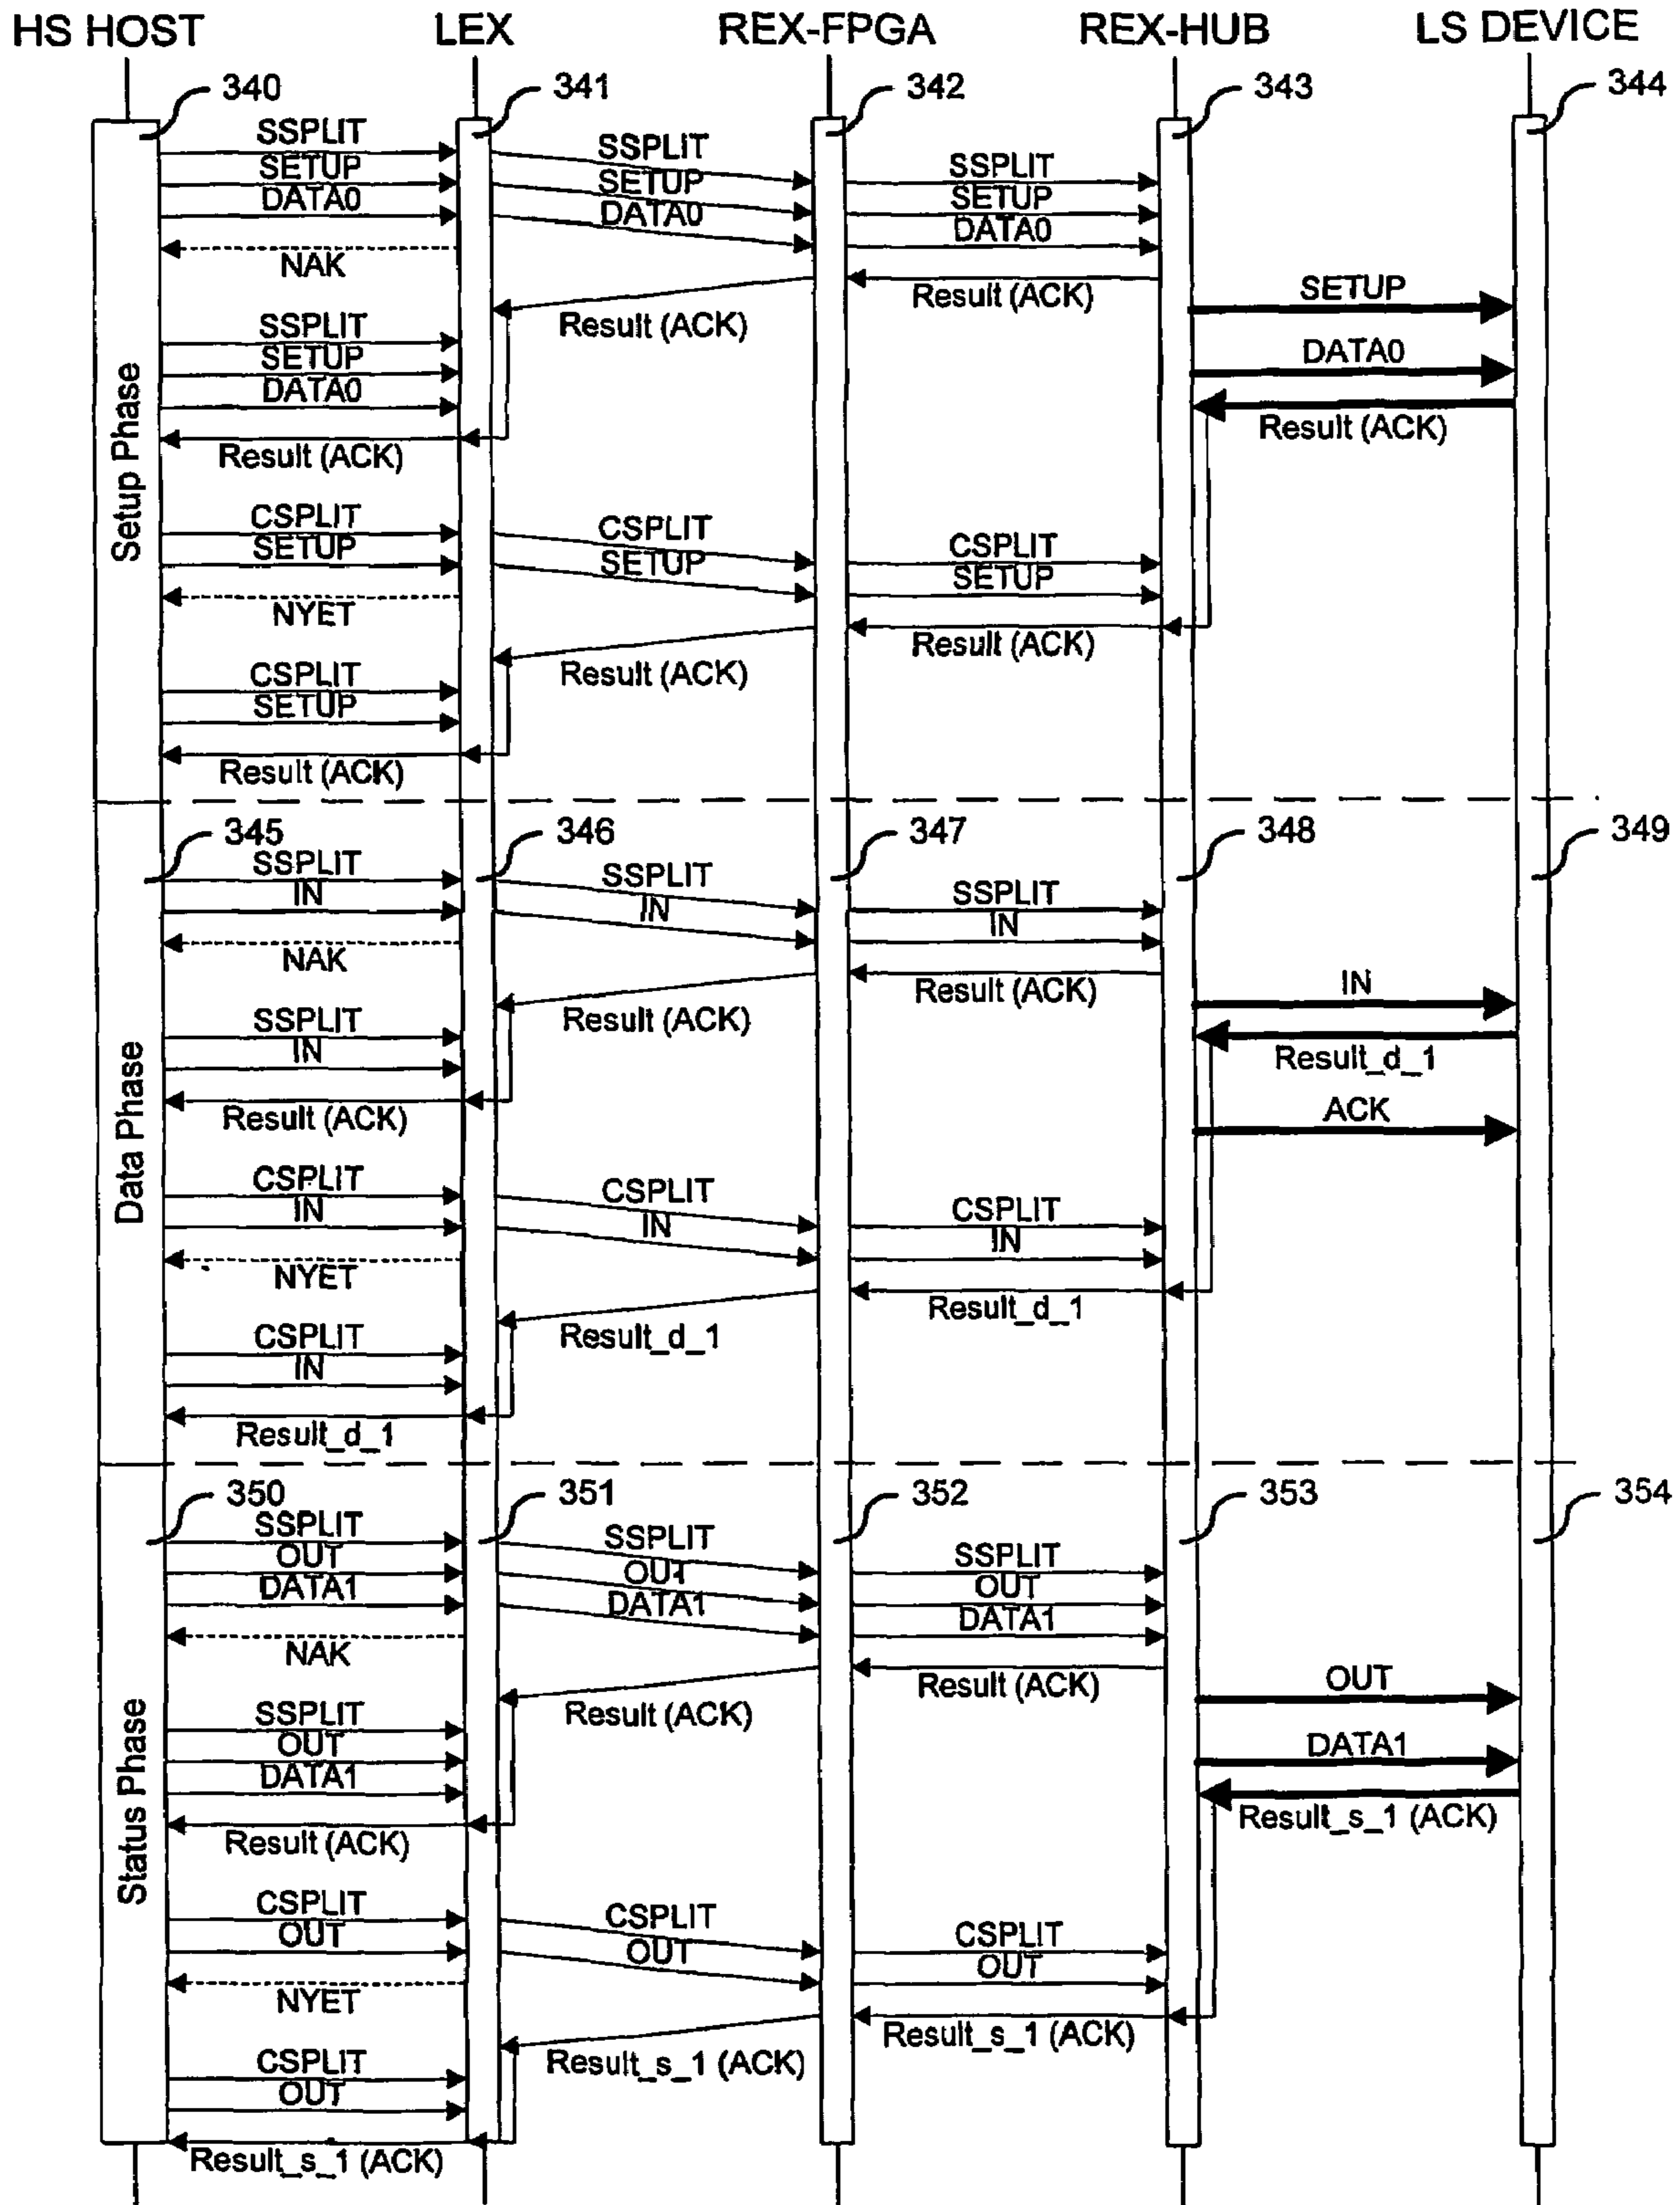 HS HOST LEX REX-FPGA REX-HUB LS DEVICE
340 341 342 343 344
Setup Phase
SSPLIT SSPLIT SSPLIT
SETUP SETUP SETUP
DATA0 DATA0 DATA0
NAK
Result (ACK) Result (ACK) SETUP
SSPLIT
SETUP DATA0
DATA0
Result (ACK) Result (ACK)
CSPLIT CSPLIT CSPLIT
SETUP SETUP SETUP
NYET
Result (ACK) Result (ACK)
CSPLIT
SETUP
Result (ACK)
345 346 347 348 349
Data Phase
SSPLIT SSPLIT SSPLIT
IN IN IN
NAK
Result (ACK) Result (ACK) IN
SSPLIT
IN Result_d_1
Result (ACK) ACK
CSPLIT CSPLIT CSPLIT
IN IN IN
NYET
Result_d_1 Result_d_1
CSPLIT
IN
Result_d_1
350 351 352 353 354
Status Phase
SSPLIT SSPLIT SSPLIT
OUT OUT OUT
DATA1 DATA1 DATA1
NAK
Result (ACK) Result (ACK) OUT
SSPLIT
OUT DATA1
DATA1
Result (ACK) Result_s_1 (ACK)
CSPLIT CSPLIT CSPLIT
OUT OUT OUT
NYET
Result_s_1 (ACK) Result_s_1 (ACK)
CSPLIT
OUT
Result_s_1 (ACK)